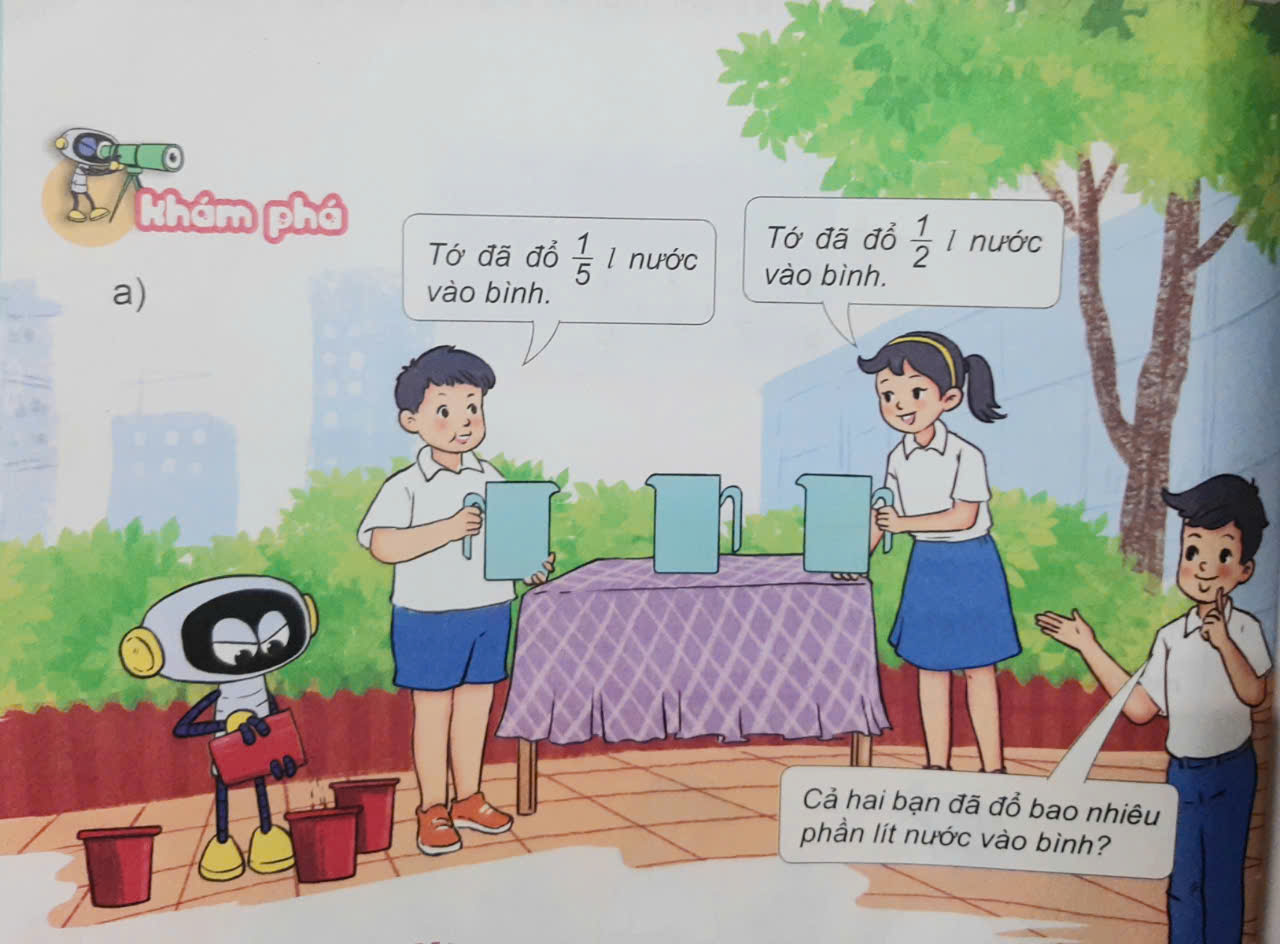 khám phá
a)
Tớ đã đổ 1/5 l nước
vào bình.
Tớ đã đổ 1/2 l nước
vào bình.
Cả hai bạn đã đổ bao nhiêu
phần lít nước vào bình?